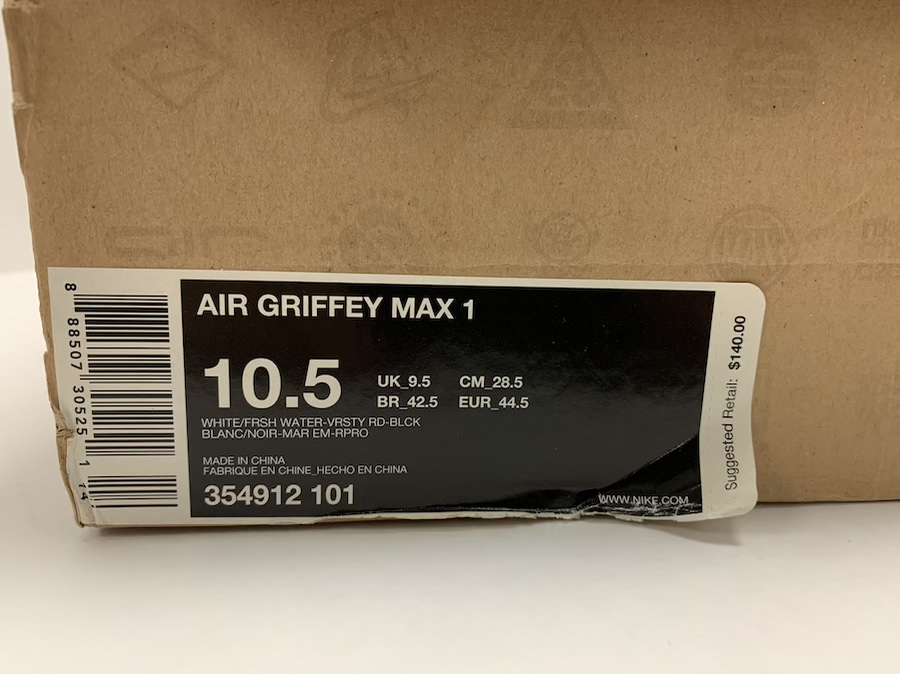 AIR GRIFFEY MAX 1
10.5
UK_9.5 CM_28.5
BR_42.5 EUR_44.5
WHITE/FRSH WATER-VRSTY RD-BLCK
BLANC/NOIR-MAR EM-RPRO
MADE IN CHINA
FABRIQUE EN CHINE_HECHO EN CHINA
354912 101
WWW.NIKE.COM
8 88507 30525 1 14
Suggested Retail: $140.00